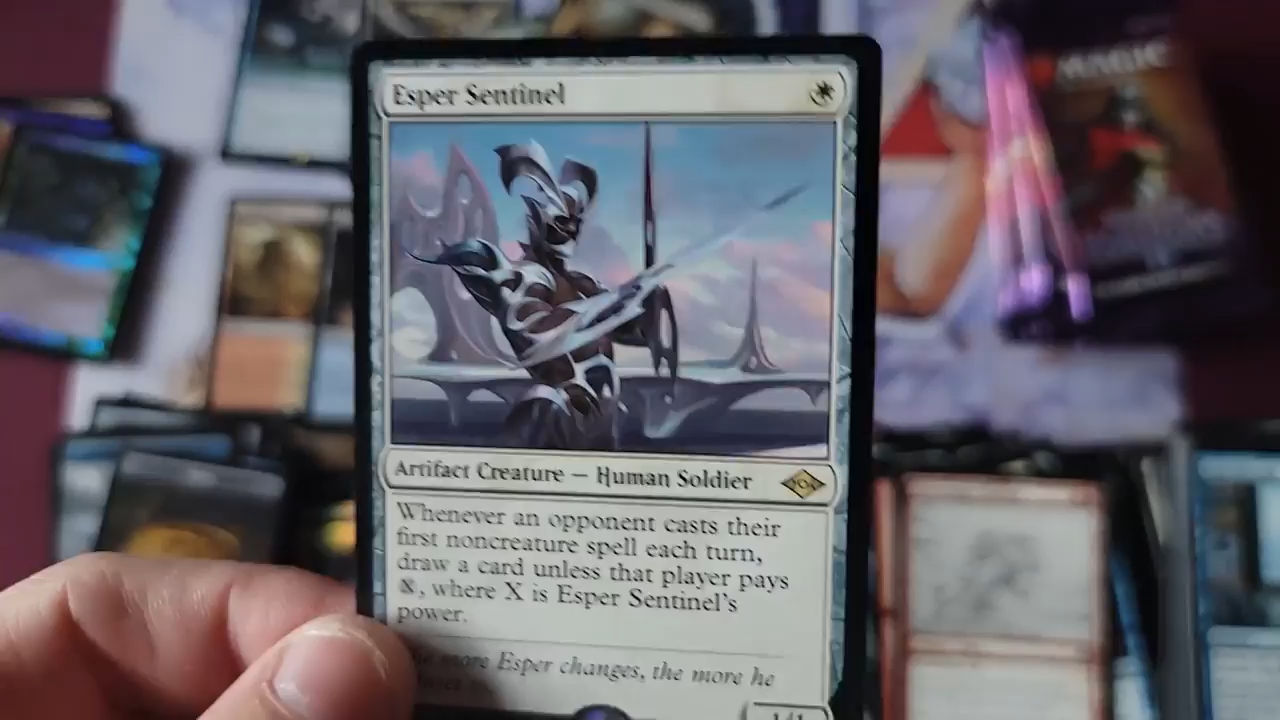 Esper Sentinel
MAGIC
Artifact Creature — Human Soldier
Whenever an opponent casts their
first noncreature spell each turn,
draw a card unless that player pays
X, where X is Esper Sentinel's
power.
more Esper changes, the more he
1/1